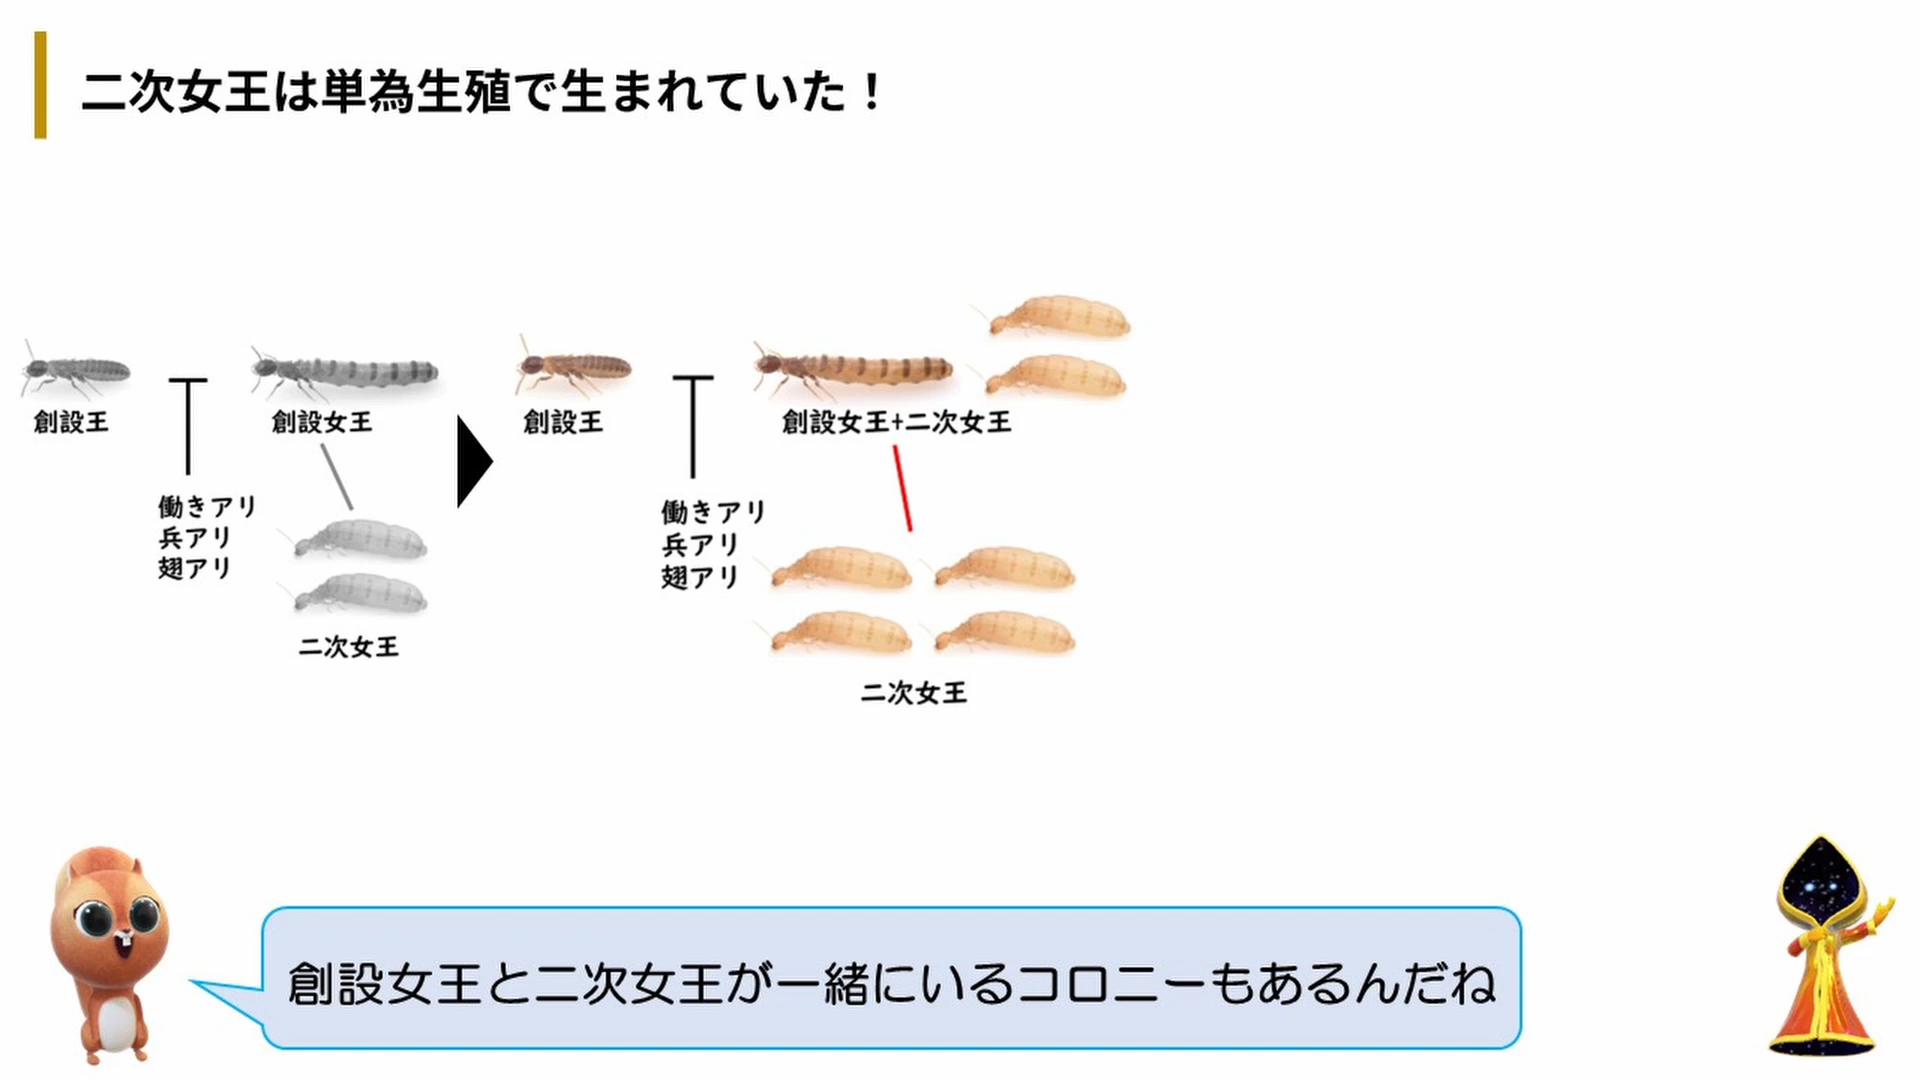 二次女王は単為生殖で生まれていた！
創設王
創設女王
働きアリ
兵アリ
翅アリ
二次女王
創設王
創設女王+二次女王
働きアリ
兵アリ
翅アリ
二次女王
創設女王と二次女王が一緒にいるコロニーもあるんだね